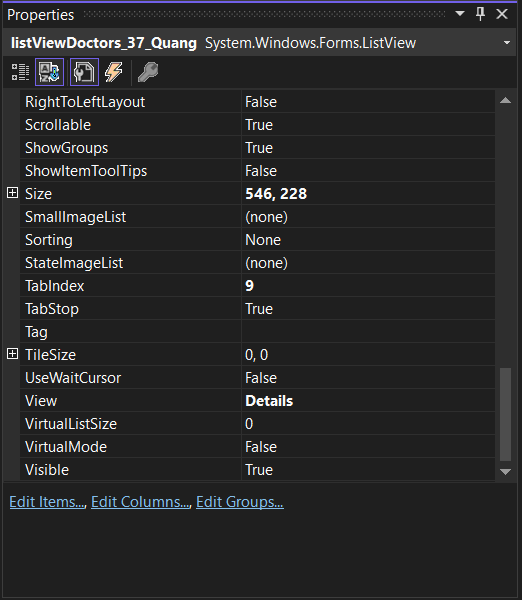 Properties
listViewDoctors_37_Quang System.Windows.Forms.ListView
RightToLeftLayout False
Scrollable True
ShowGroups True
ShowItemToolTips False
Size 546, 228
SmallImageList (none)
Sorting None
StateImageList (none)
TabIndex 9
TabStop True
Tag
TileSize 0, 0
UseWaitCursor False
View Details
VirtualListSize 0
VirtualMode False
Visible True
Edit Items..., Edit Columns..., Edit Groups...